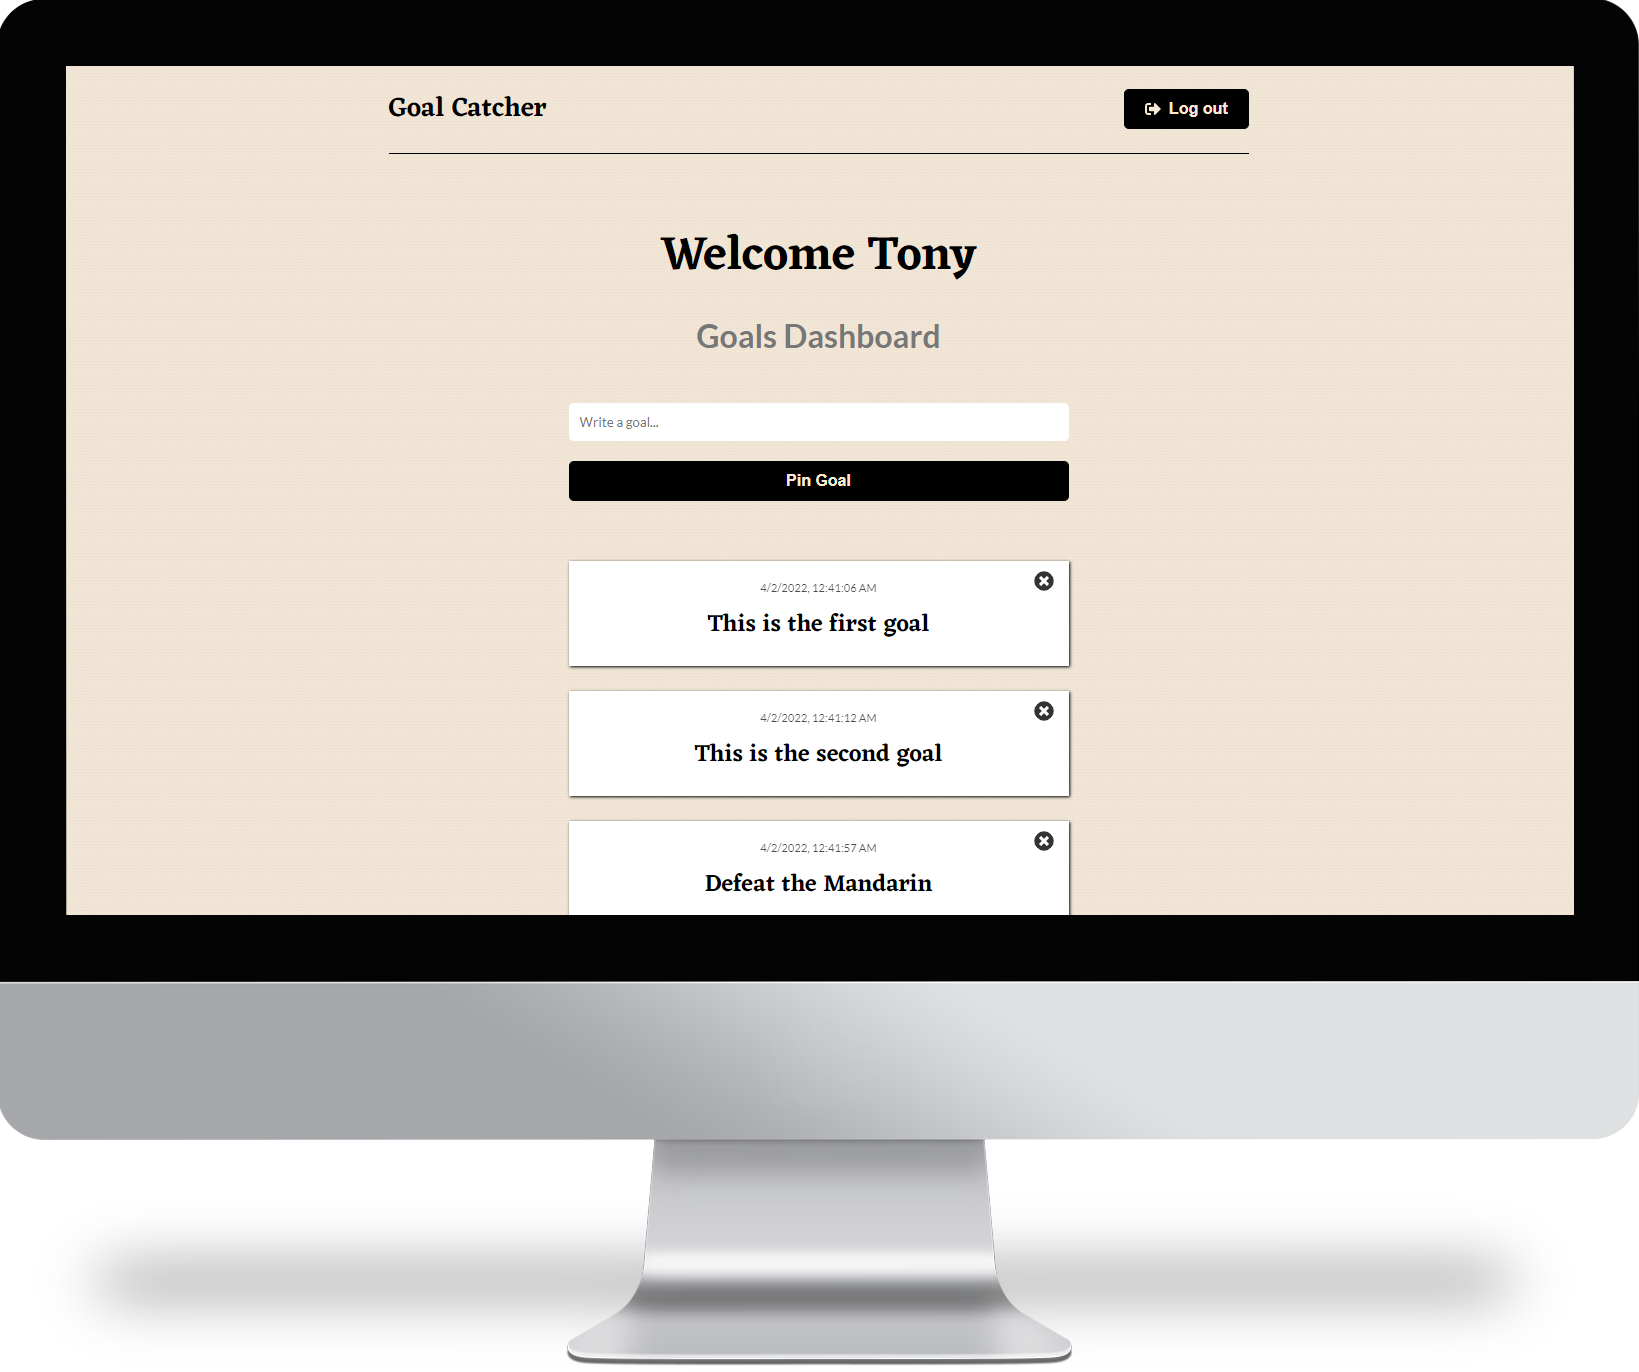 Goal Catcher
Log out
Welcome Tony
Goals Dashboard
Write a goal...
Pin Goal
4/2/2022, 12:41:06 AM
This is the first goal
4/2/2022, 12:41:12 AM
This is the second goal
4/2/2022, 12:41:57 AM
Defeat the Mandarin